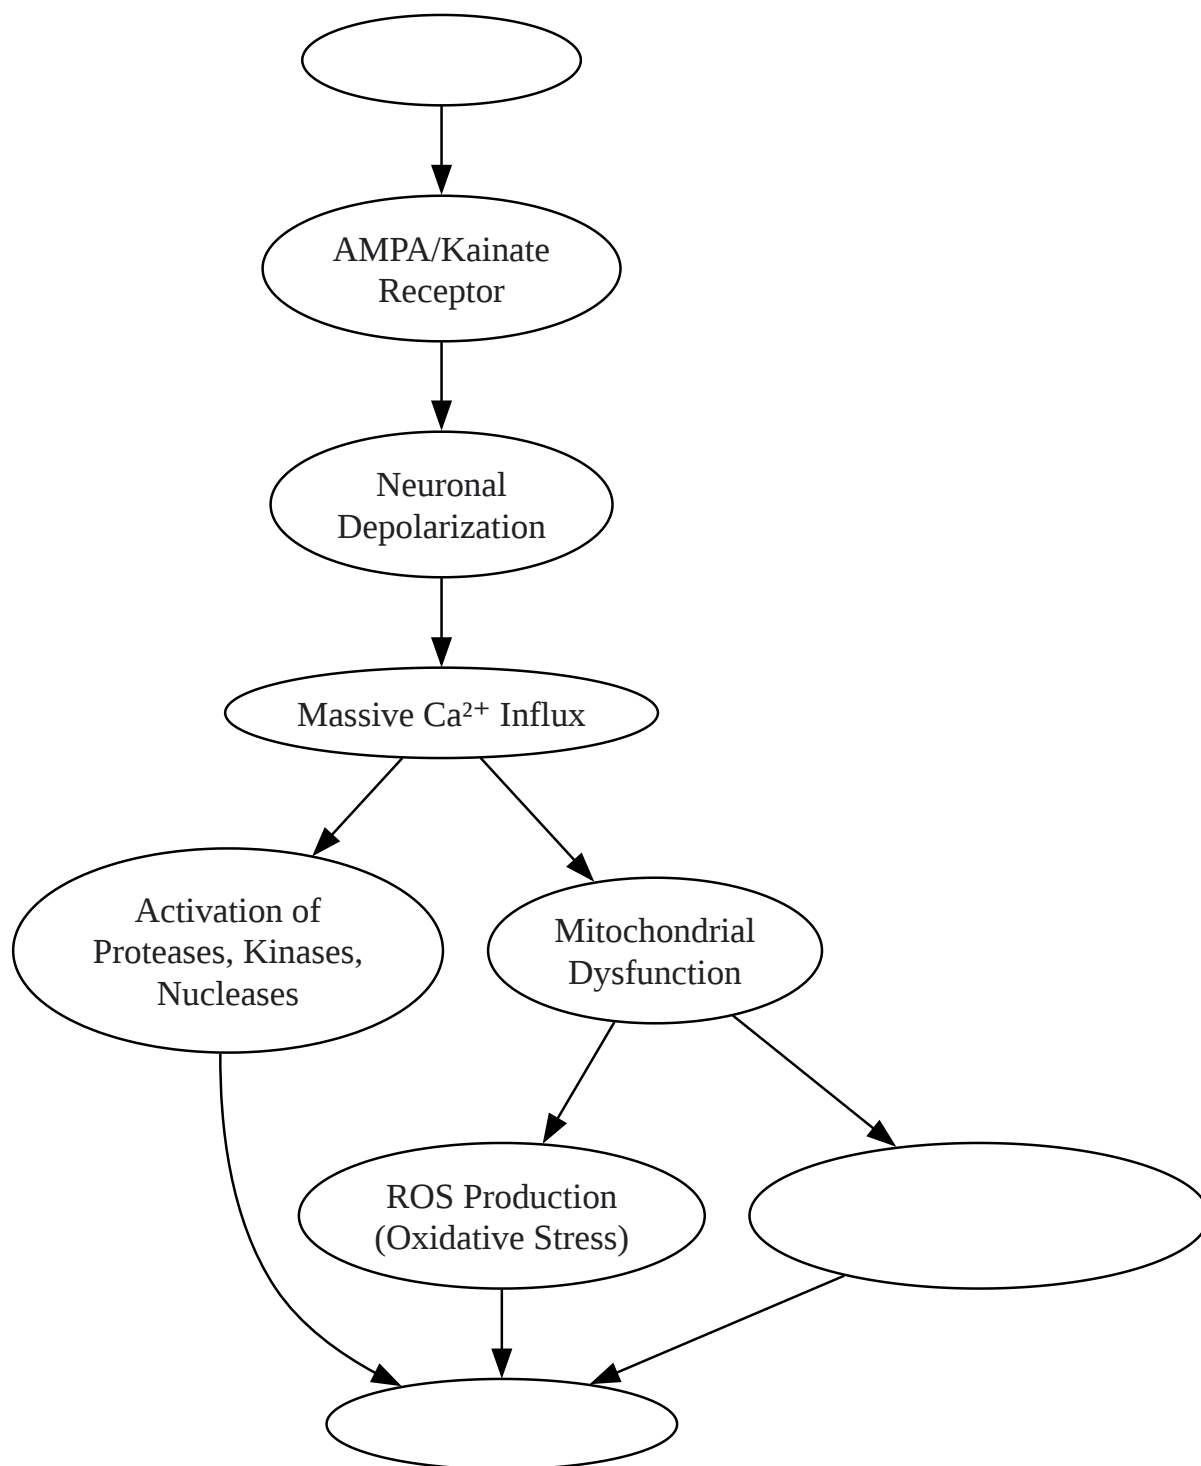 AMPA/Kainate
Receptor
Neuronal
Depolarization
Massive Ca²⁺ Influx
Activation of
Proteases, Kinases,
Nucleases
Mitochondrial
Dysfunction
ROS Production
(Oxidative Stress)